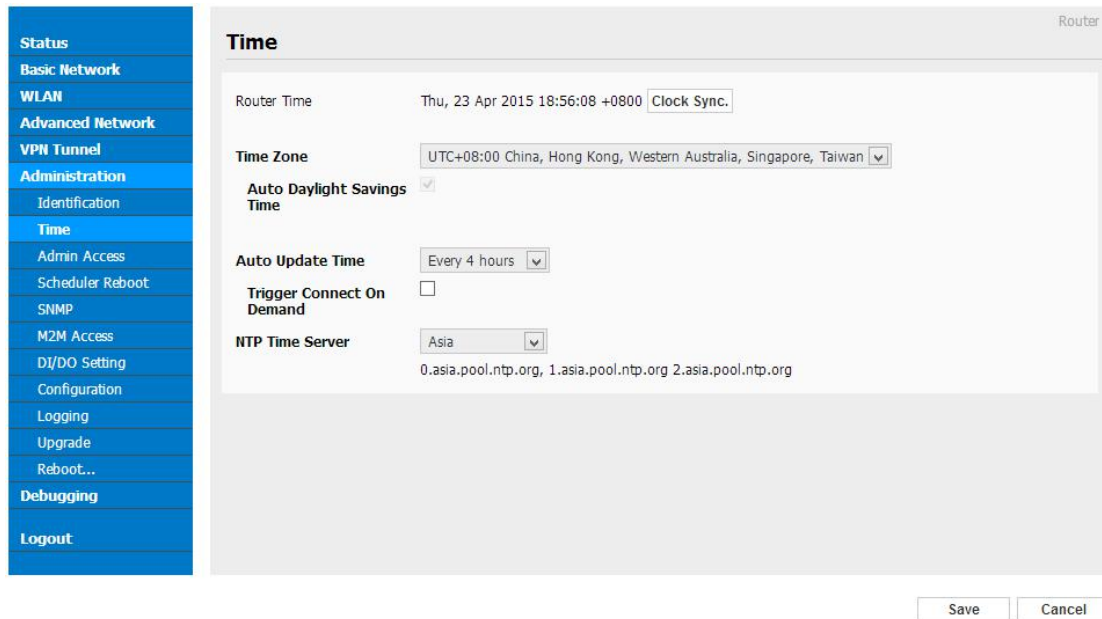 Router
Status
Basic Network
WLAN
Advanced Network
VPN Tunnel
Administration
Identification
Time
Admin Access
Scheduler Reboot
SNMP
M2M Access
DI/DO Setting
Configuration
Logging
Upgrade
Reboot...
Debugging
Logout
Time
Router Time Thu, 23 Apr 2015 18:56:08 +0800 Clock Sync.
Time Zone UTC+08:00 China, Hong Kong, Western Australia, Singapore, Taiwan
Auto Daylight Savings
Time
Auto Update Time Every 4 hours
Trigger Connect On
Demand
NTP Time Server Asia
0.asia.pool.ntp.org, 1.asia.pool.ntp.org 2.asia.pool.ntp.org
Save Cancel